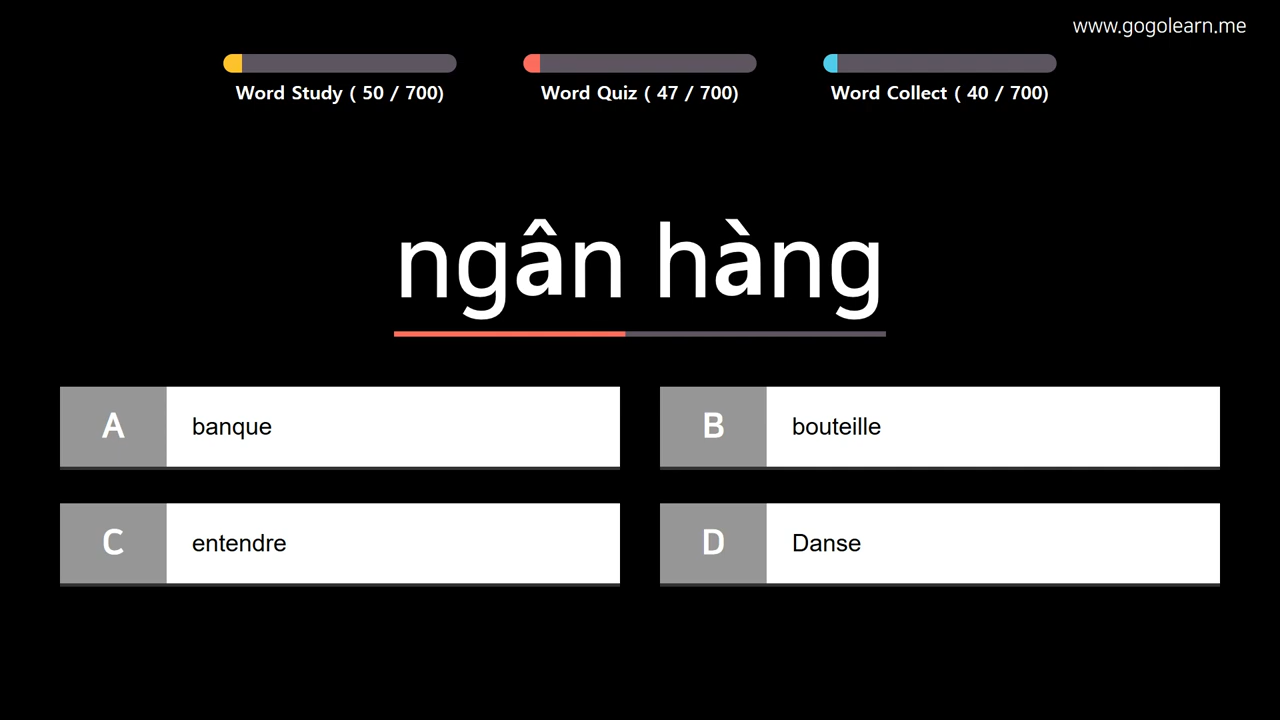 www.gogolearn.me
Word Study ( 50 / 700)
Word Quiz ( 47 / 700)
Word Collect ( 40 / 700)
ngân hàng
A banque
B bouteille
C entendre
D Danse